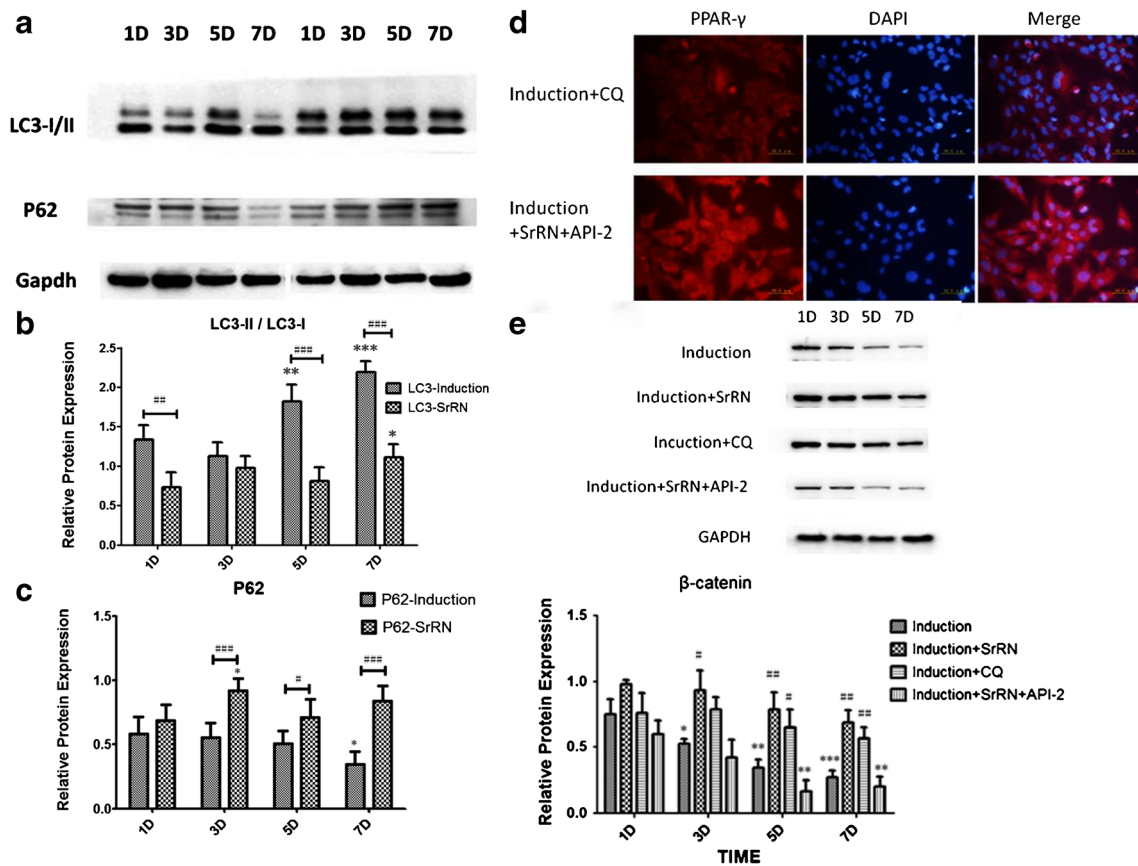 a
1D 3D 5D 7D 1D 3D 5D 7D
LC3-I/II
P62
Gapdh
b
LC3-II / LC3-I
Relative Protein Expression
2.5
2.0
1.5
1.0
0.5
0.0
##
###
**
###
***
*
LC3-Induction
LC3-SrRN
1D 3D 5D 7D
c
P62
Relative Protein Expression
1.5
1.0
0.5
0.0
###
*
#
###
*
P62-Induction
P62-SrRN
1D 3D 5D 7D
d
PPAR-γ DAPI Merge
Induction+CQ
Induction
+SrRN+API-2
e
1D 3D 5D 7D
Induction
Induction+SrRN
Incuction+CQ
Induction+SrRN+API-2
GAPDH
β-catenin
Relative Protein Expression
1.5
1.0
0.5
0.0
*
#
**
##
#
**
***
##
##
**
Induction
Induction+SrRN
Induction+CQ
Induction+SrRN+API-2
1D 3D 5D 7D
TIME